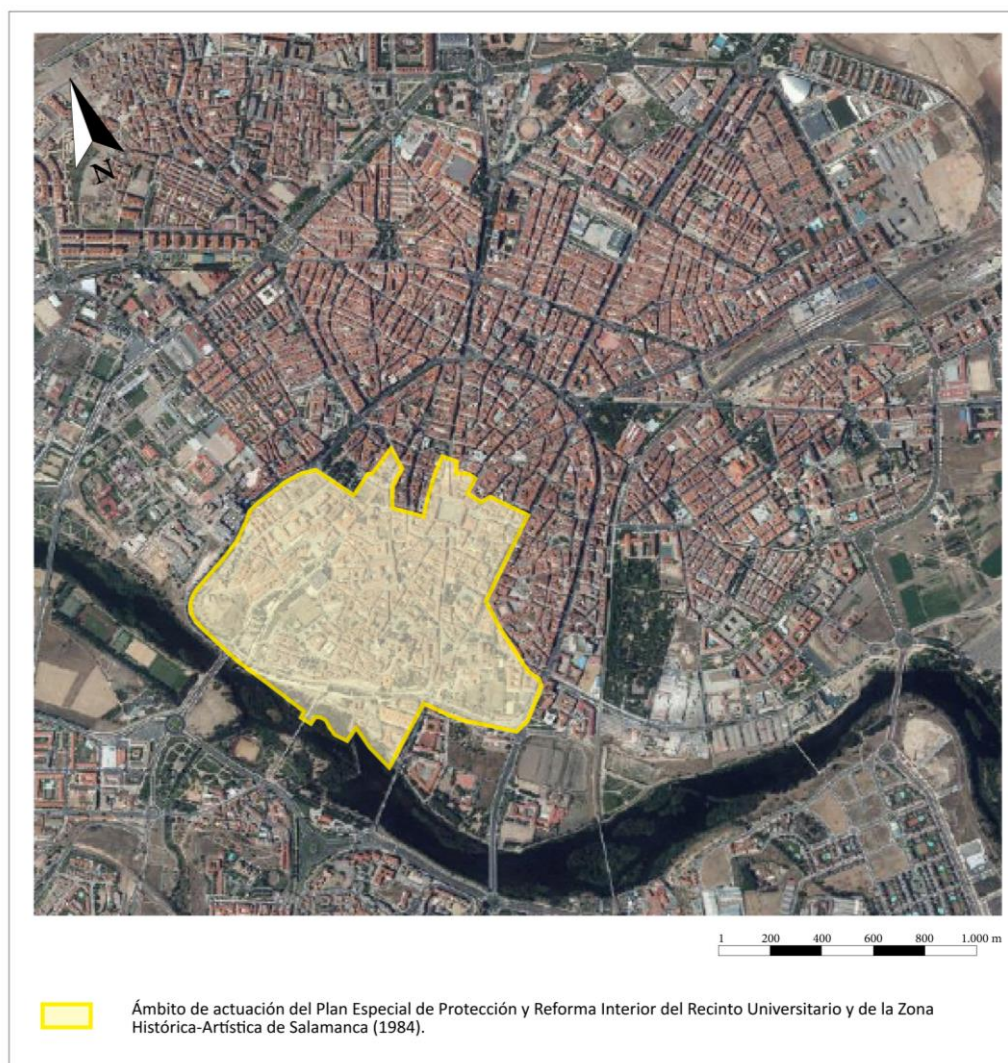 N
1 200 400 600 800 1.000 m
Ámbito de actuación del Plan Especial de Protección y Reforma Interior del Recinto Universitario y de la Zona
Histórica-Artística de Salamanca (1984).